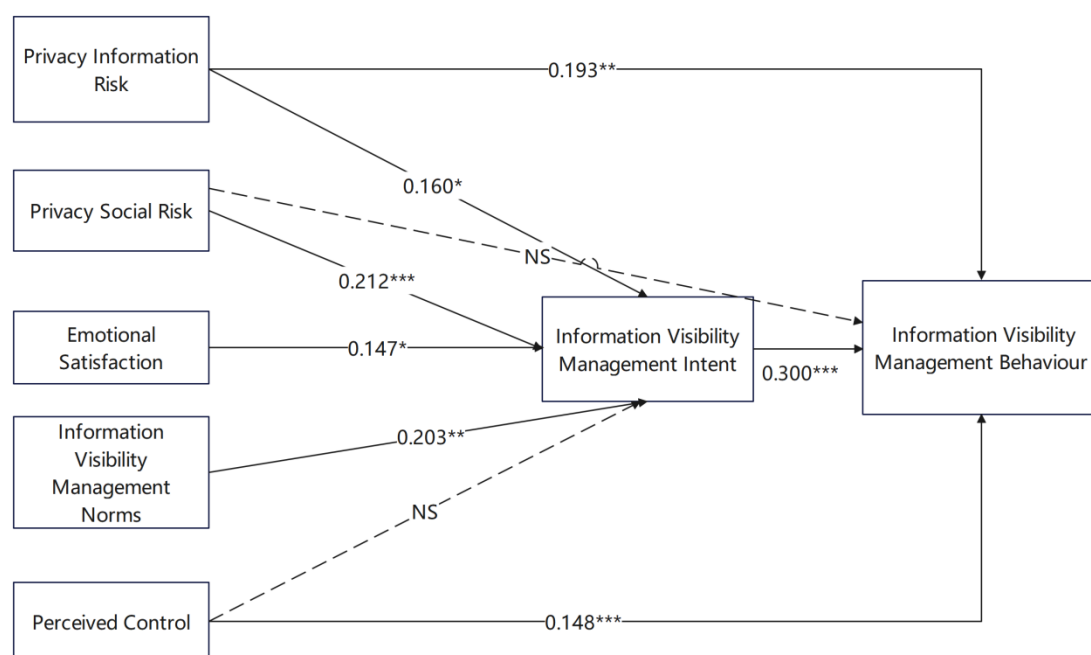 Privacy Information
Risk
0.193**
0.160*
Privacy Social Risk
NS
0.212***
Emotional
Satisfaction
0.147*
Information Visibility
Management Intent
0.300***
Information Visibility
Management Behaviour
Information
Visibility
Management
Norms
0.203**
NS
Perceived Control
0.148***